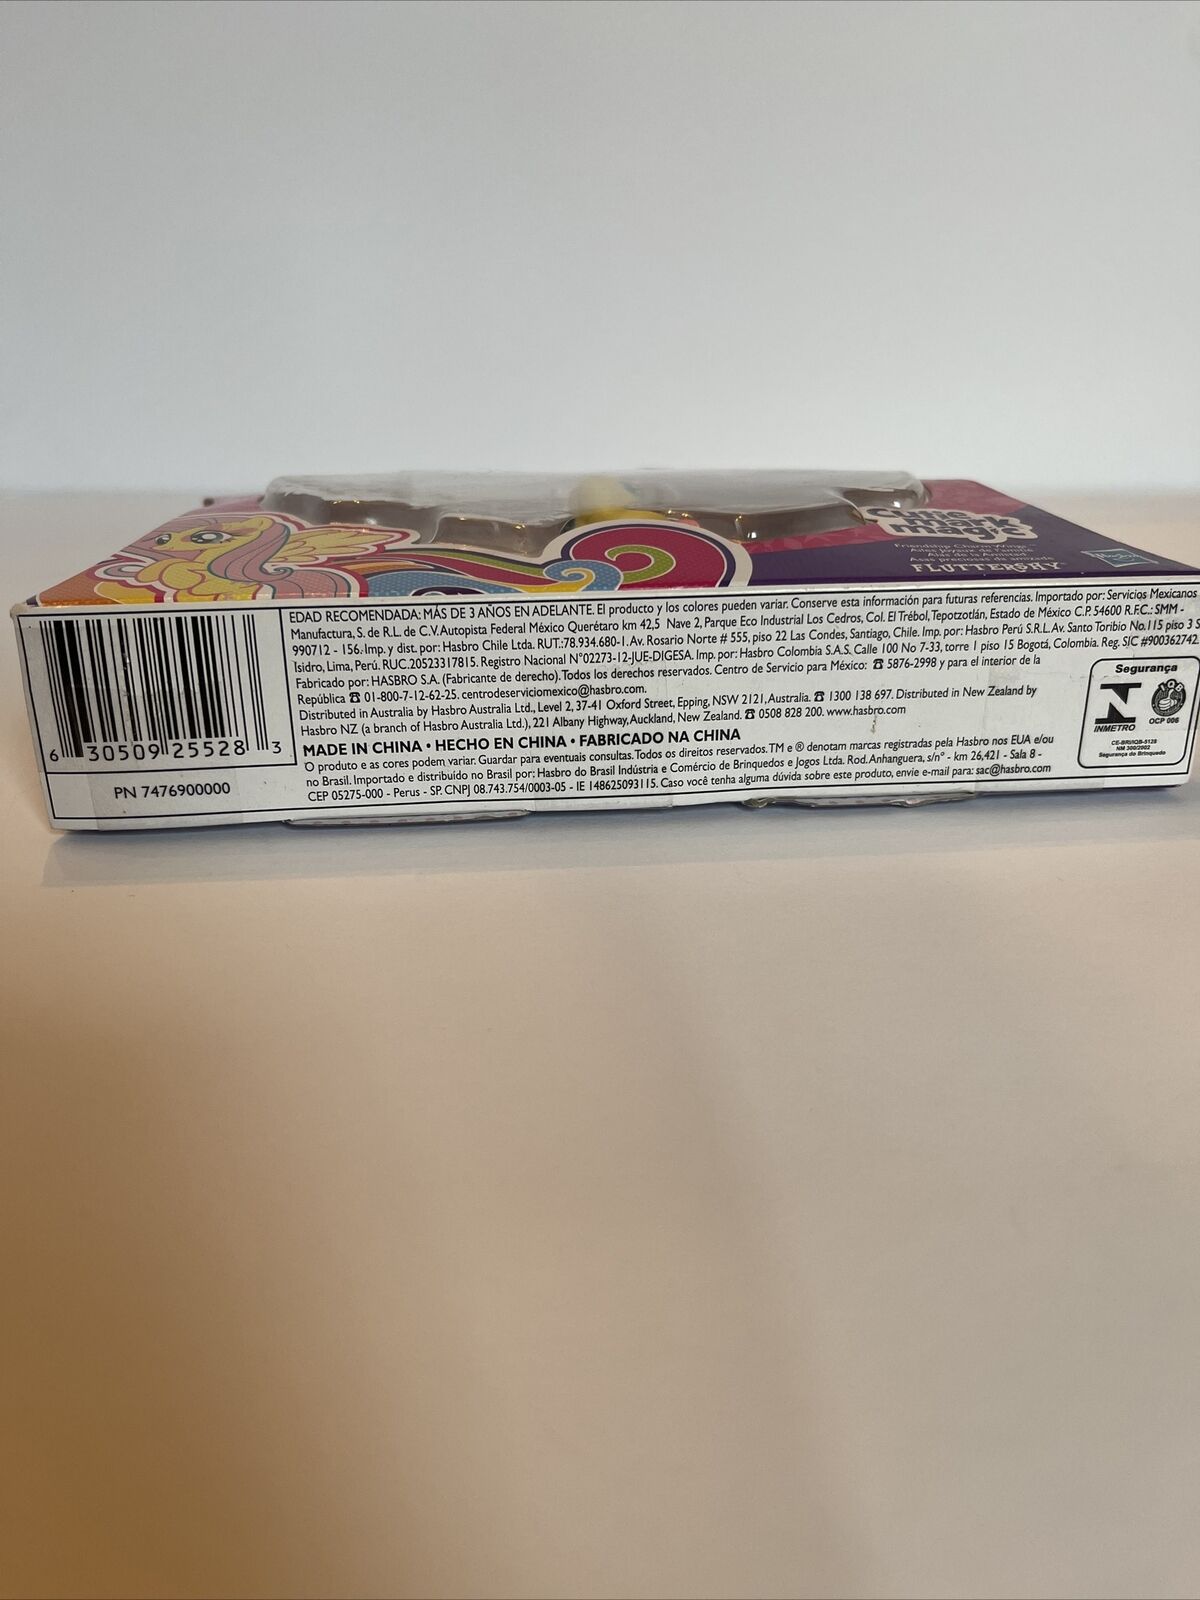 Cutie
mark
magic
Friendship Charm Wings
FLUTTERSHY
Hasbro
EDAD RECOMENDADA: MÁS DE 3 AÑOS EN ADELANTE. El producto y los colores pueden variar. Conserve esta información para futuras referencias. Importado por: Servicios Mexicanos
Manufactura, S. de R.L. de C.V. Autopista Federal México Querétaro km 42,5 Nave 2, Parque Eco Industrial Los Cedros, Col. El Trébol, Tepotzotlán, Estado de México C.P. 54600 R.F.C.: SMM -
990712 - 156. Imp. y dist. por: Hasbro Chile Ltda. RUT.:78.934.680-1. Av. Rosario Norte # 555, piso 22 Las Condes, Santiago, Chile. Imp. por: Hasbro Perú S.R.L. Av. Santo Toribio No.115 piso 3 S
Isidro, Lima, Perú. RUC.20523317815. Registro Nacional N°02273-12-JUE-DIGESA. Imp. por: Hasbro Colombia S.A.S. Calle 100 No 7-33, torre 1 piso 15 Bogotá, Colombia. Reg. SIC #900362742.
Fabricado por: HASBRO S.A. (Fabricante de derecho). Todos los derechos reservados. Centro de Servicio para México: ☎ 5876-2998 y para el interior de la
República ☎ 01-800-7-12-62-25. centrodeserviciomexico@hasbro.com.
Distributed in Australia by Hasbro Australia Ltd., Level 2, 37-41 Oxford Street, Epping, NSW 2121, Australia. ☎ 1300 138 697. Distributed in New Zealand by
Hasbro NZ (a branch of Hasbro Australia Ltd.), 221 Albany Highway, Auckland, New Zealand. ☎ 0508 828 200. www.hasbro.com
MADE IN CHINA • HECHO EN CHINA • FABRICADO NA CHINA
O produto e as cores podem variar. Guardar para eventuais consultas. Todos os direitos reservados. TM e ® denotam marcas registradas pela Hasbro nos EUA e/ou
no Brasil. Importado e distribuído no Brasil por: Hasbro do Brasil Indústria e Comércio de Brinquedos e Jogos Ltda. Rod. Anhanguera, s/nº - km 26,421 - Sala 8 -
CEP 05275-000 - Perus - SP. CNPJ 08.743.754/0003-05 - IE 148625093115. Caso você tenha alguma dúvida sobre este produto, envie e-mail para: sac@hasbro.com
6 30509 25528 3
PN 7476900000
Segurança
INMETRO
OCP 006
NM 300/2002
Segurança do Brinquedo